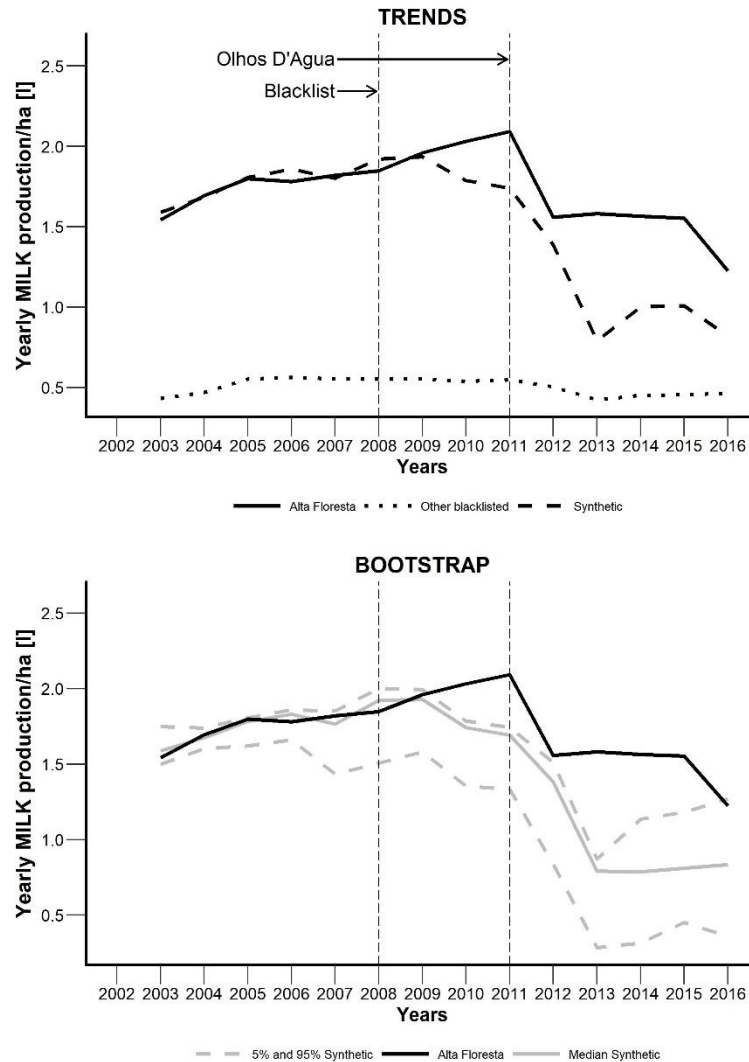 TRENDS
Yearly MILK production/ha [l]
2.5
2.0
1.5
1.0
0.5
Olhos D'Agua
Blacklist
2002 2003 2004 2005 2006 2007 2008 2009 2010 2011 2012 2013 2014 2015 2016
Years
Alta Floresta Other blacklisted Synthetic
BOOTSTRAP
Yearly MILK production/ha [l]
2.5
2.0
1.5
1.0
0.5
2002 2003 2004 2005 2006 2007 2008 2009 2010 2011 2012 2013 2014 2015 2016
Years
5% and 95% Synthetic Alta Floresta Median Synthetic